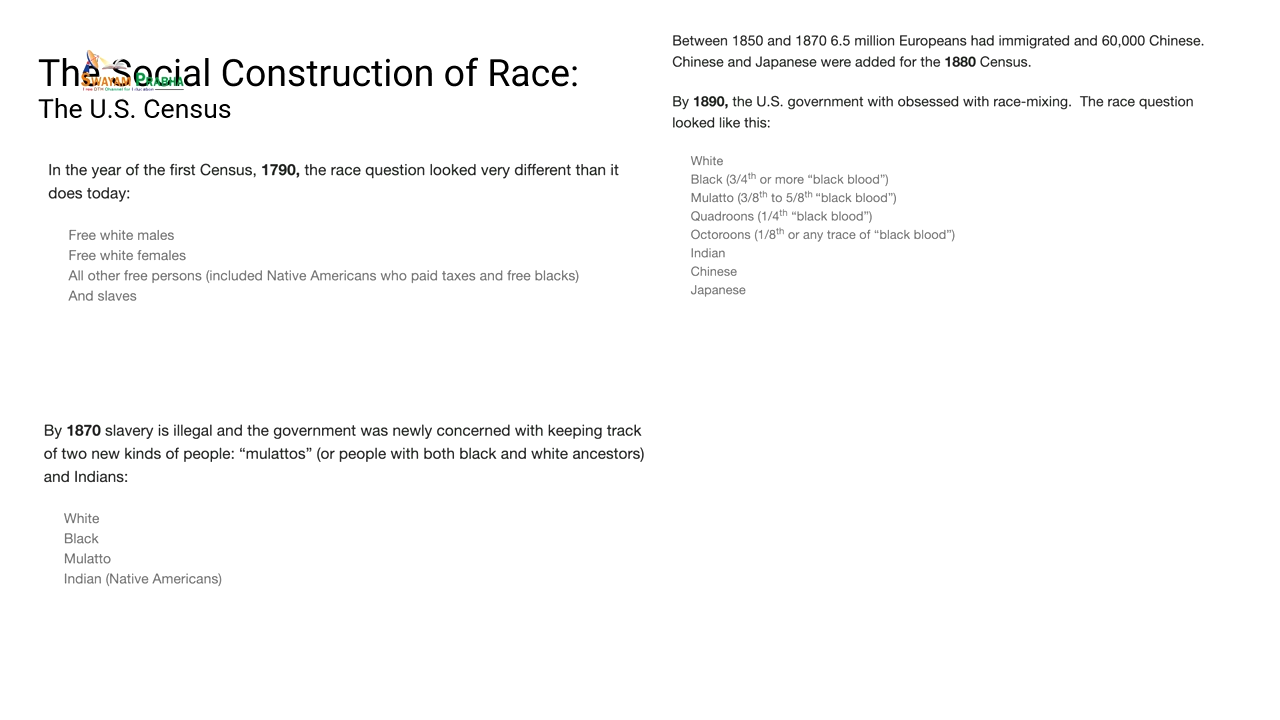 The Social Construction of Race:
SWAYAM PRABHA
The U.S. Census
In the year of the first Census, 1790, the race question looked very different than it
does today:
Free white males
Free white females
All other free persons (included Native Americans who paid taxes and free blacks)
And slaves
By 1870 slavery is illegal and the government was newly concerned with keeping track
of two new kinds of people: “mulattos” (or people with both black and white ancestors)
and Indians:
White
Black
Mulatto
Indian (Native Americans)
Between 1850 and 1870 6.5 million Europeans had immigrated and 60,000 Chinese.
Chinese and Japanese were added for the 1880 Census.
By 1890, the U.S. government with obsessed with race-mixing. The race question
looked like this:
White
Black (3/4th or more “black blood”)
Mulatto (3/8th to 5/8th “black blood”)
Quadroons (1/4th “black blood”)
Octoroons (1/8th or any trace of “black blood”)
Indian
Chinese
Japanese